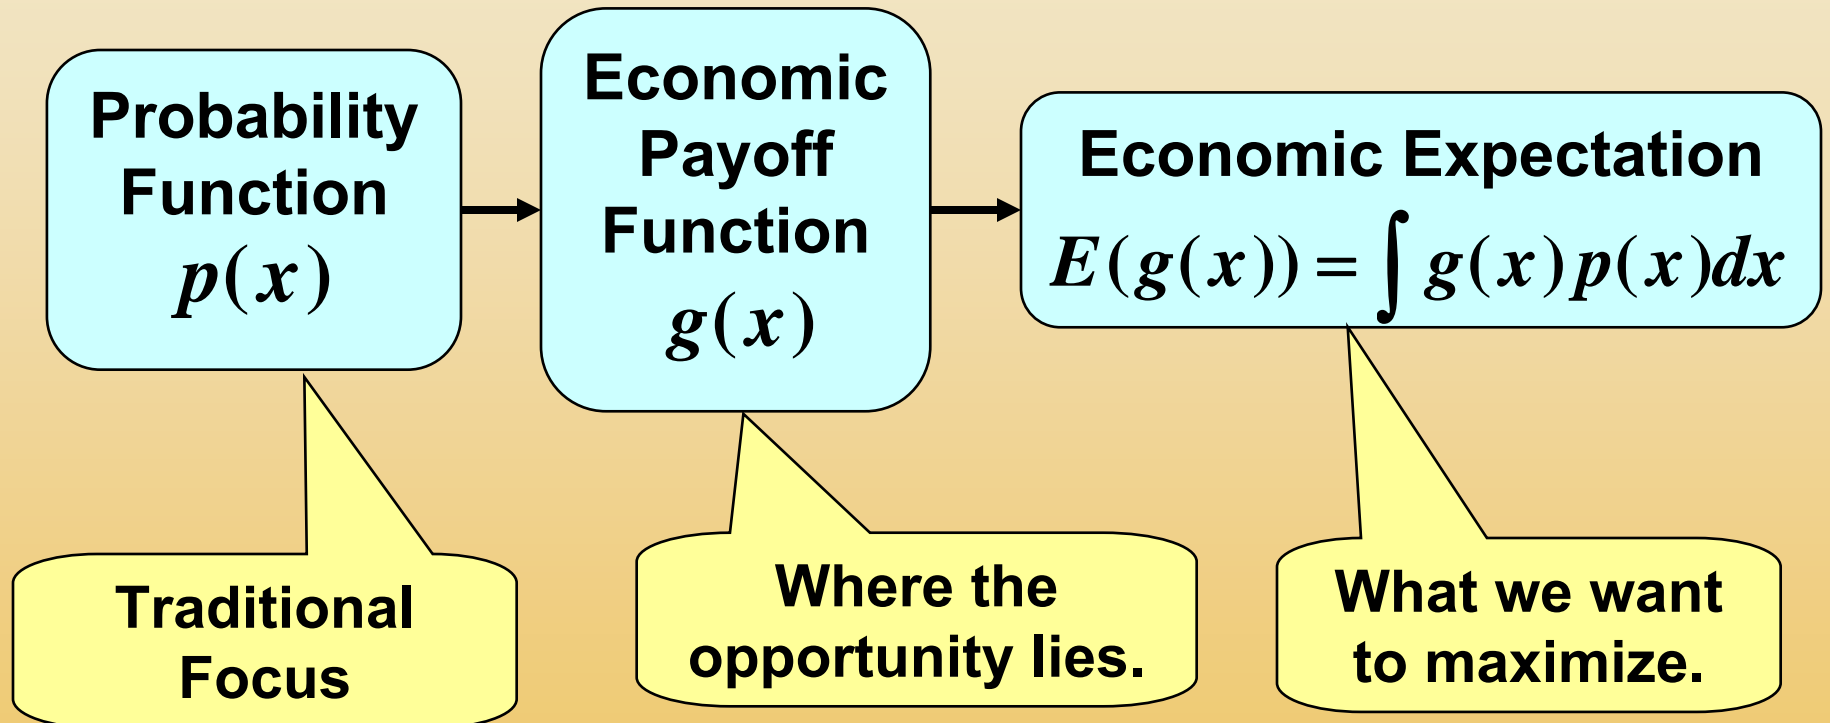 Probability
Function
p(x)
Economic
Payoff
Function
g(x)
Economic Expectation
E(g(x)) = ∫ g(x)p(x)dx
Traditional
Focus
Where the
opportunity lies.
What we want
to maximize.